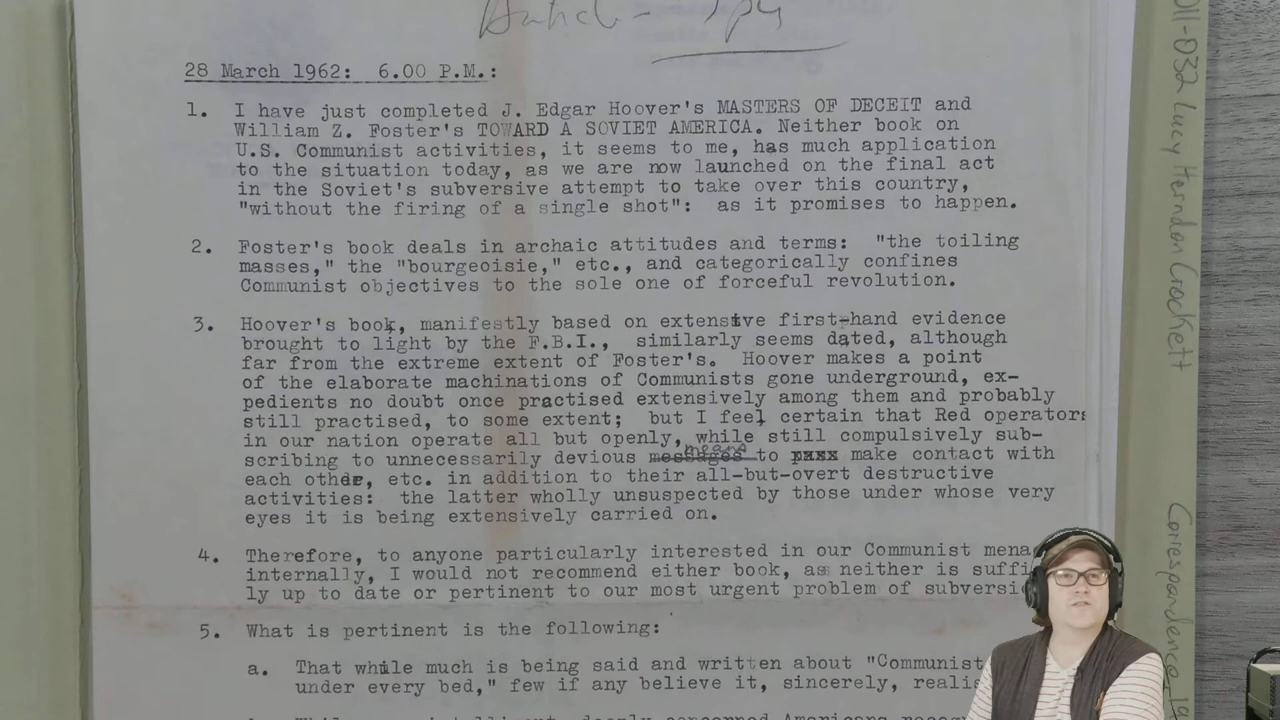 28 March 1962: 6.00 P.M.:
1. I have just completed J. Edgar Hoover's MASTERS OF DECEIT and
William Z. Foster's TOWARD A SOVIET AMERICA. Neither book on
U.S. Communist activities, it seems to me, has much application
to the situation today, as we are now launched on the final act
in the Soviet's subversive attempt to take over this country,
"without the firing of a single shot": as it promises to happen.
2. Foster's book deals in archaic attitudes and terms: "the toiling
masses," the "bourgeoisie," etc., and categorically confines
Communist objectives to the sole one of forceful revolution.
3. Hoover's book, manifestly based on extensive first-hand evidence
brought to light by the F.B.I., similarly seems dated, although
far from the extreme extent of Foster's. Hoover makes a point
of the elaborate machinations of Communists gone underground, ex-
pedients no doubt once practised extensively among them and probably
still practised, to some extent; but I feel certain that Red operators
in our nation operate all but openly, while still compulsively sub-
means
scribing to unnecessarily devious messages to make contact with
each other, etc. in addition to their all-but-overt destructive
activities: the latter wholly unsuspected by those under whose very
eyes it is being extensively carried on.
4. Therefore, to anyone particularly interested in our Communist
internally, I would not recommend either book, as neither is
ly up to date or pertinent to our most urgent problem of
5. What is pertinent is the following:
a. That while much is being said and written about "Communist
under every bed," few if any believe it, sincerely,
011-032 Lucy Herndon Crockett
Correspondence